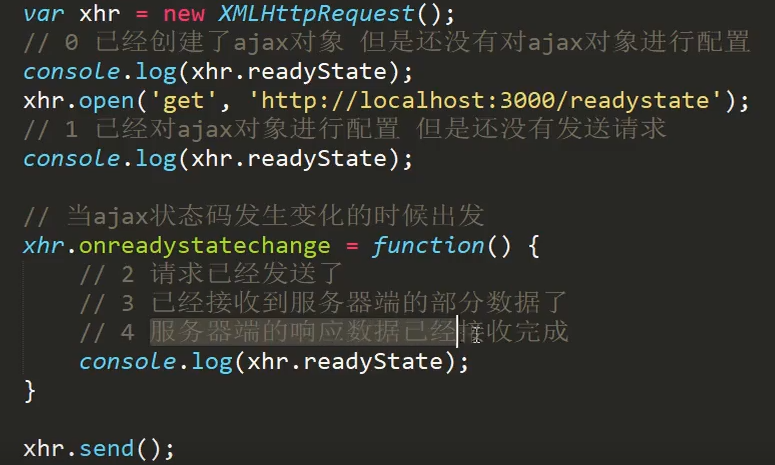 var xhr = new XMLHttpRequest();
// 0 已经创建了ajax对象 但是还没有对ajax对象进行配置
console.log(xhr.readyState);
xhr.open('get', 'http://localhost:3000/readystate');
// 1 已经对ajax对象进行配置 但是还没有发送请求
console.log(xhr.readyState);
// 当ajax状态码发生变化的时候出发
xhr.onreadystatechange = function() {
// 2 请求已经发送了
// 3 已经接收到服务器端的部分数据了
// 4 服务器端的响应数据已经接收完成
console.log(xhr.readyState);
}
xhr.send();